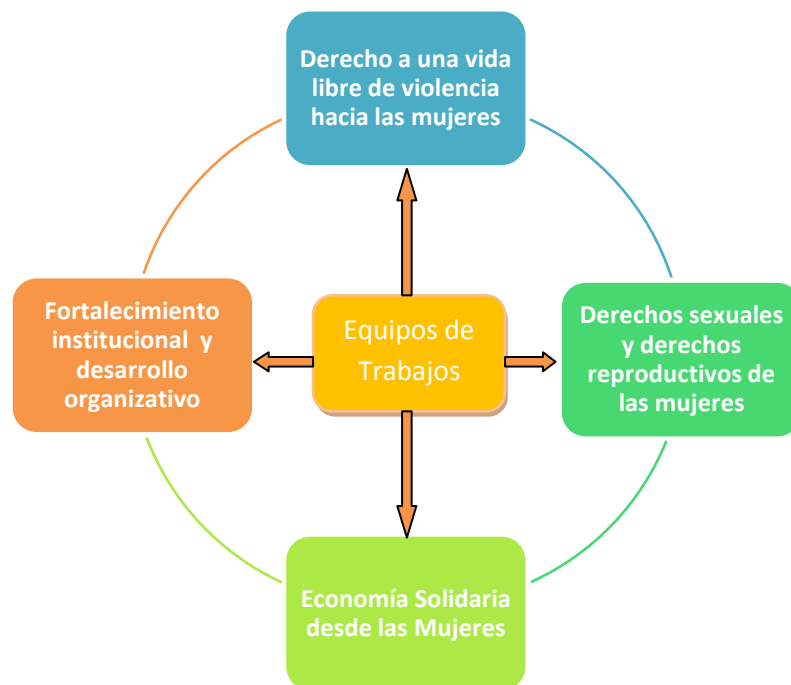 Derecho a una vida
libre de violencia
hacia las mujeres
Fortalecimiento
institucional y
desarrollo
organizativo
Equipos de
Trabajos
Derechos sexuales
y derechos
reproductivos de
las mujeres
Economía Solidaria
desde las Mujeres